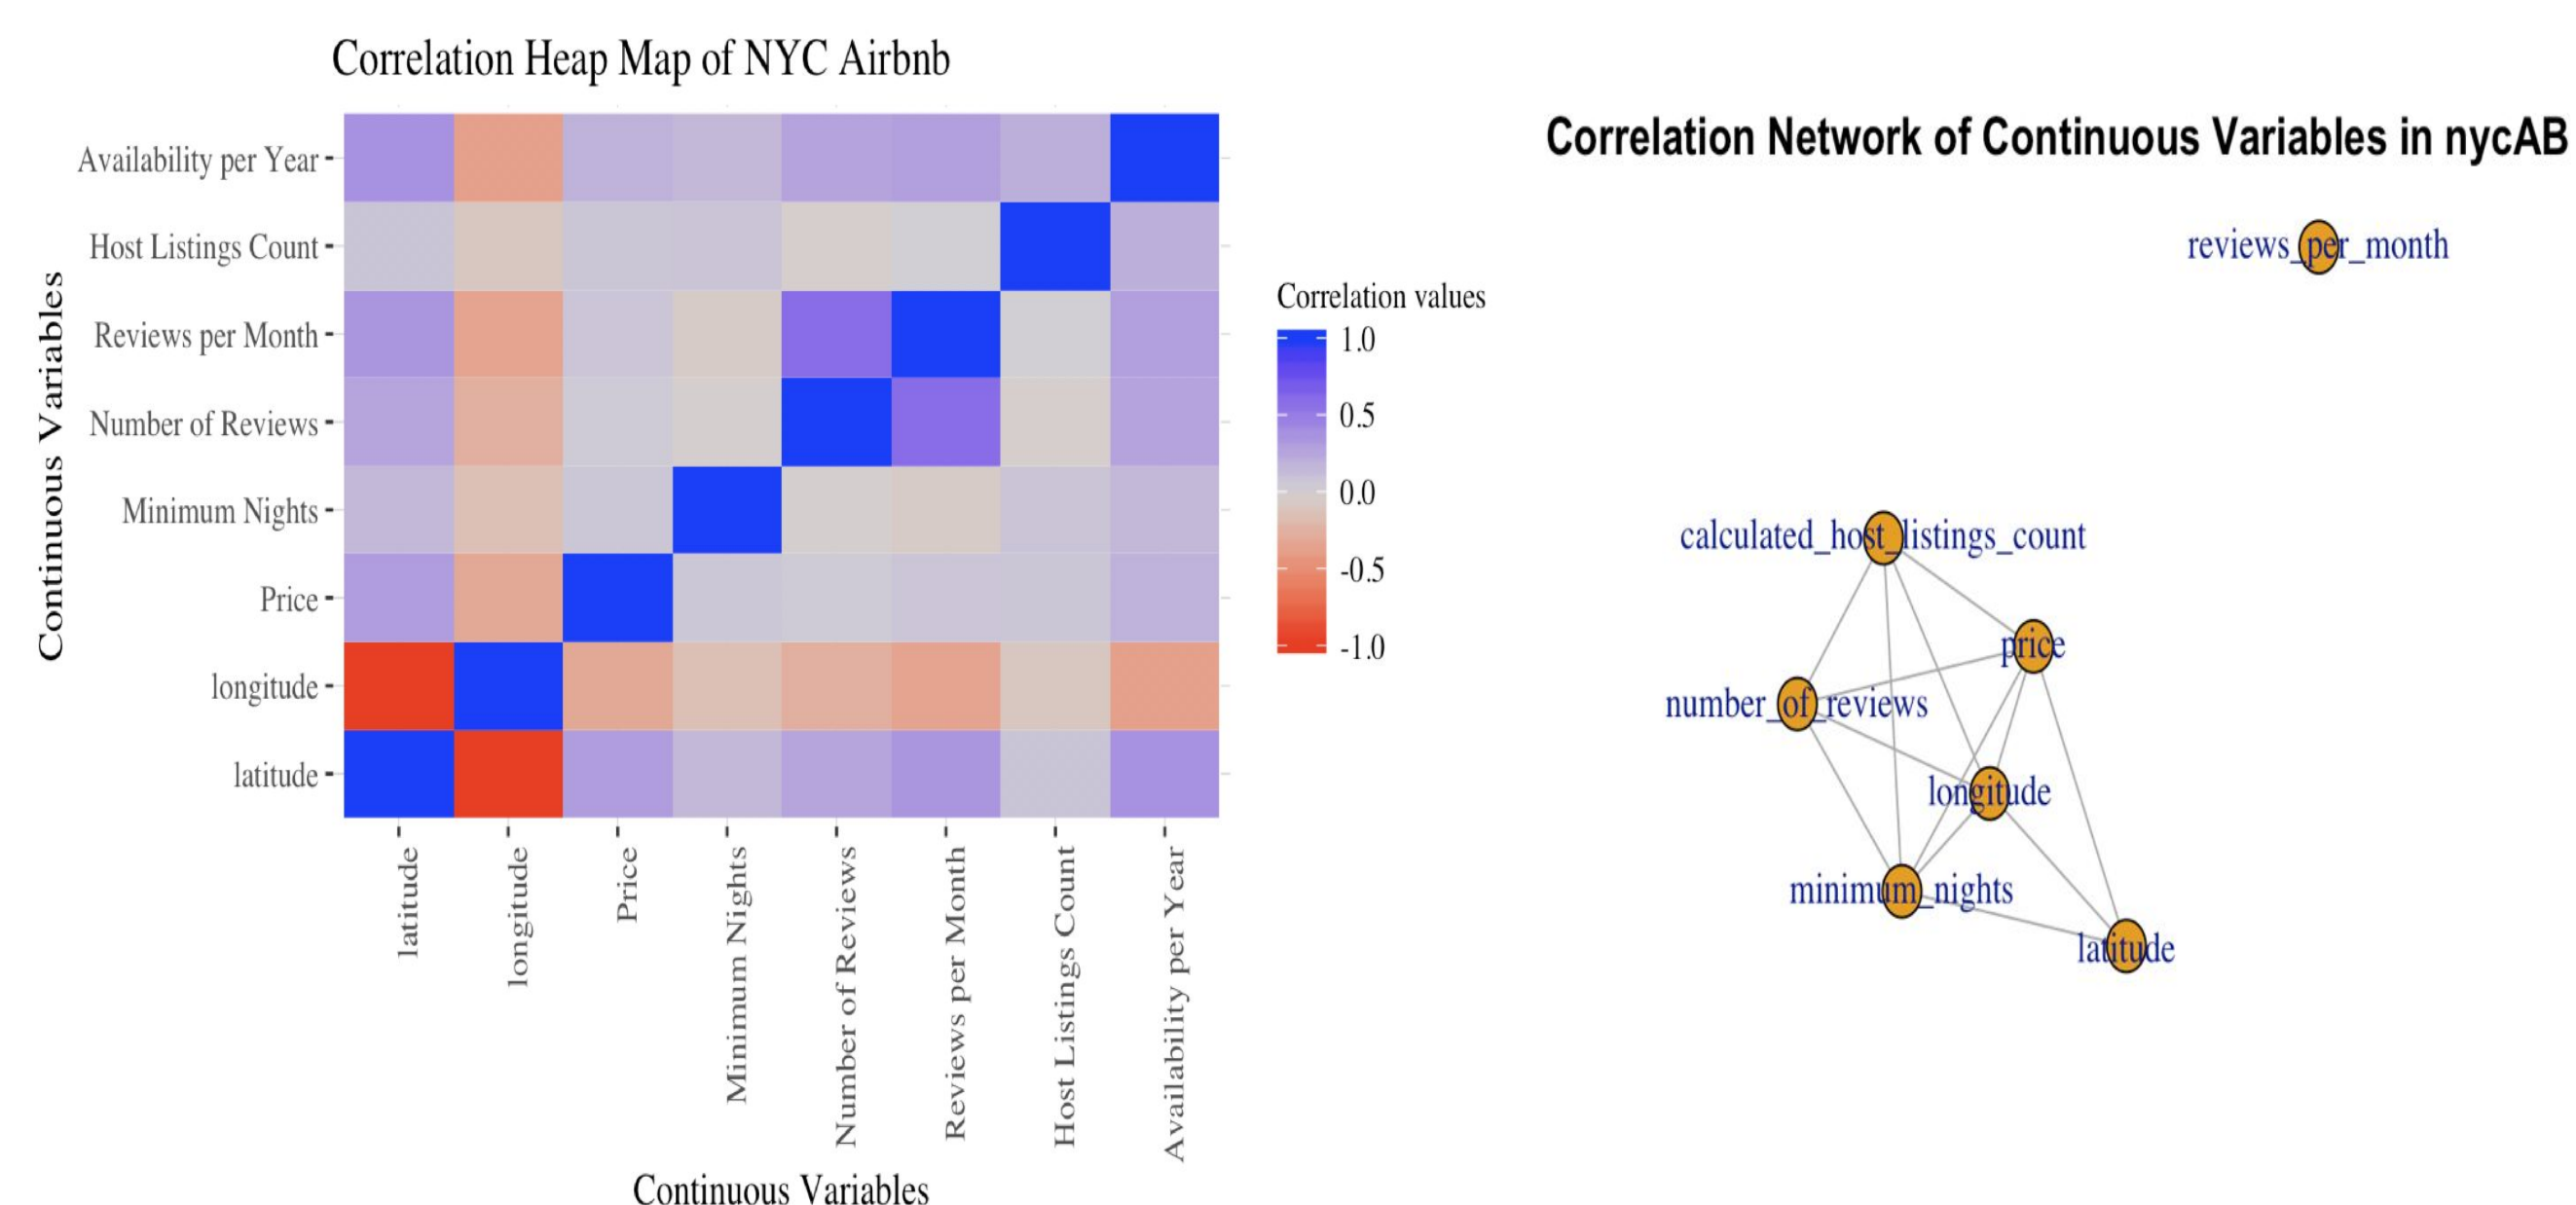 Correlation Heap Map of NYC Airbnb
Continuous Variables
Availability per Year
Host Listings Count
Reviews per Month
Number of Reviews
Minimum Nights
Price
longitude
latitude
latitude
longitude
Price
Minimum Nights
Number of Reviews
Reviews per Month
Host Listings Count
Availability per Year
Continuous Variables
Correlation values
1.0
0.5
0.0
-0.5
-1.0
Correlation Network of Continuous Variables in nycAB
reviews_per_month
calculated_host_listings_count
price
number_of_reviews
longitude
minimum_nights
latitude